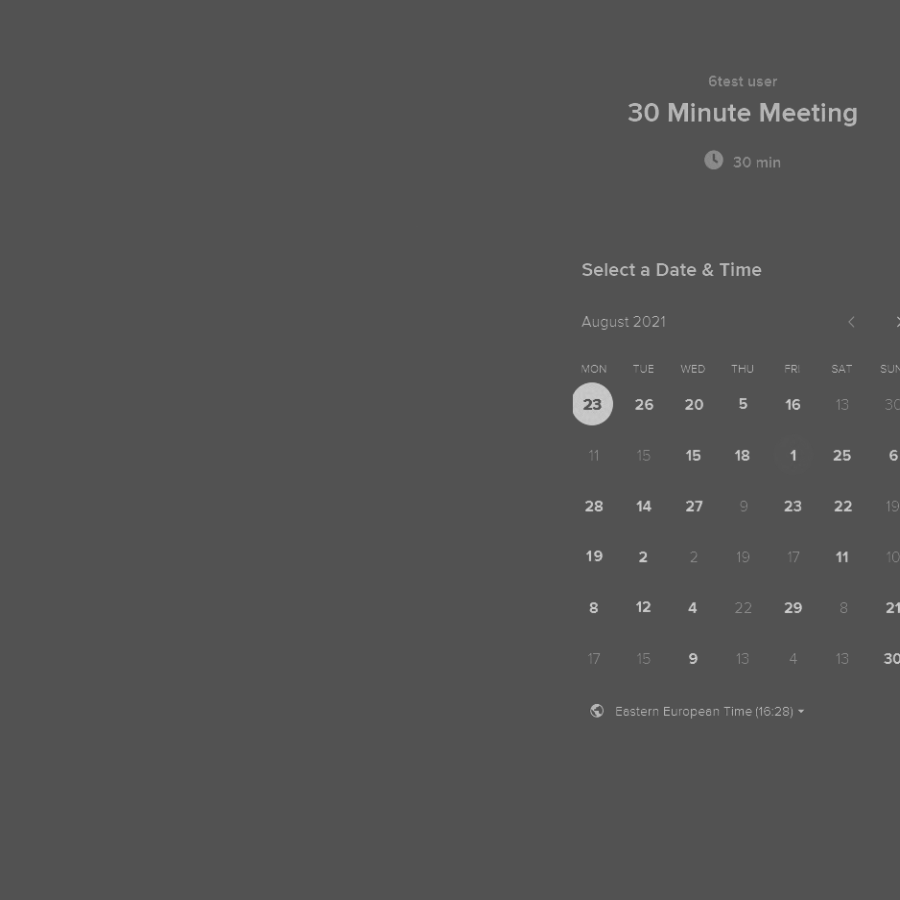 6test user
30 Minute Meeting
30 min
Select a Date & Time
August 2021
MON TUE WED THU FRI SAT SUN
23 26 20 5 16 13 30
11 15 15 18 1 25 6
28 14 27 9 23 22 19
19 2 2 19 17 11 10
8 12 4 22 29 8 21
17 15 9 13 4 13 30
Eastern European Time (16:28)